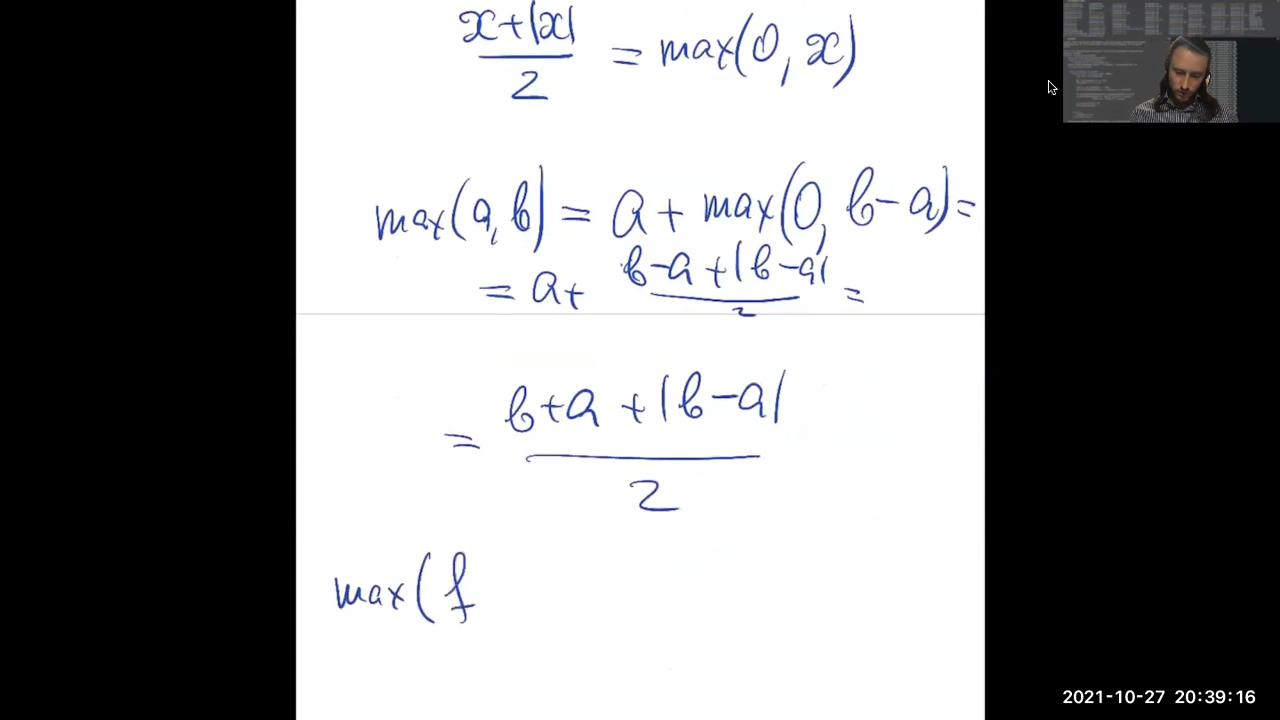 x+|x|
2
= max(0, x)
max(a, b) = a + max(0, b-a) =
= a + b-a+|b-a|
2
=
= b+a+|b-a|
2
max(f
2021-10-27 20:39:16